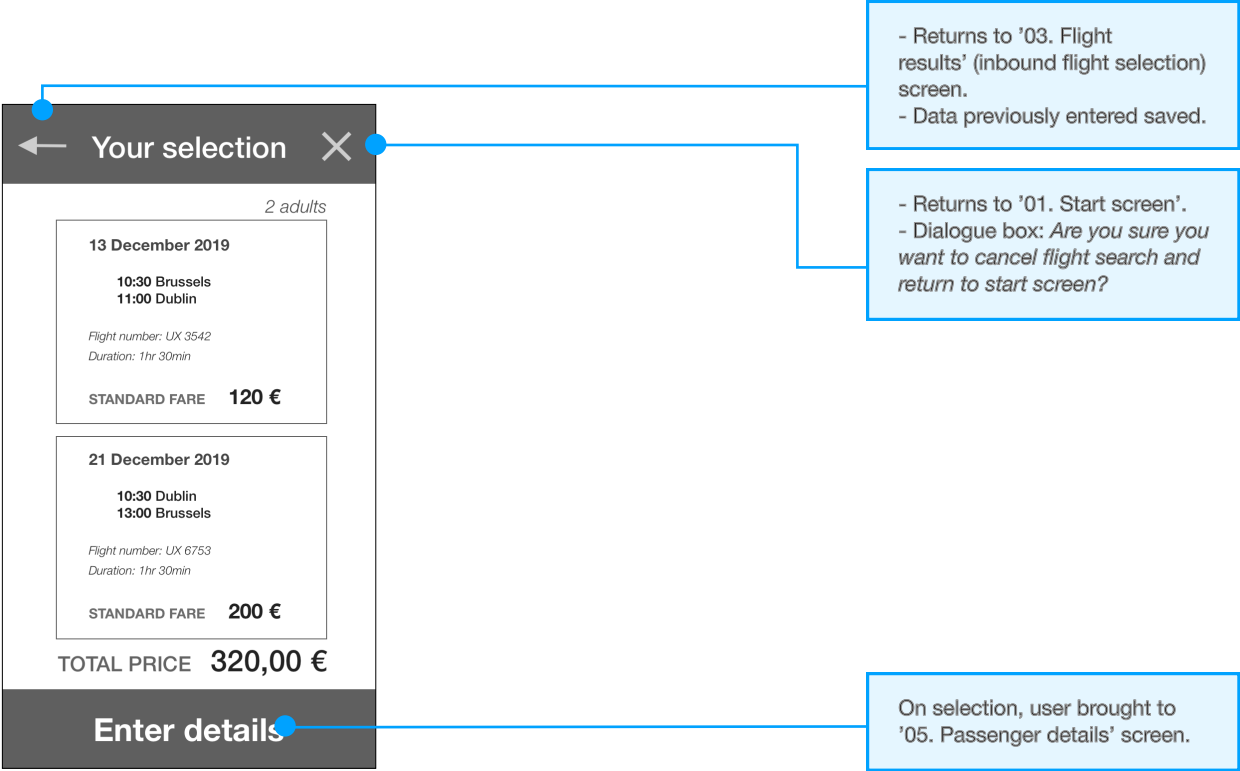 Your selection
2 adults
13 December 2019
10:30 Brussels
11:00 Dublin
Flight number: UX 3542
Duration: 1hr 30min
STANDARD FARE 120 €
21 December 2019
10:30 Dublin
13:00 Brussels
Flight number: UX 6753
Duration: 1hr 30min
STANDARD FARE 200 €
TOTAL PRICE 320,00 €
Enter details
- Returns to ’03. Flight
results’ (inbound flight selection)
screen.
- Data previously entered saved.
- Returns to ’01. Start screen’.
- Dialogue box: Are you sure you
want to cancel flight search and
return to start screen?
On selection, user brought to
’05. Passenger details’ screen.